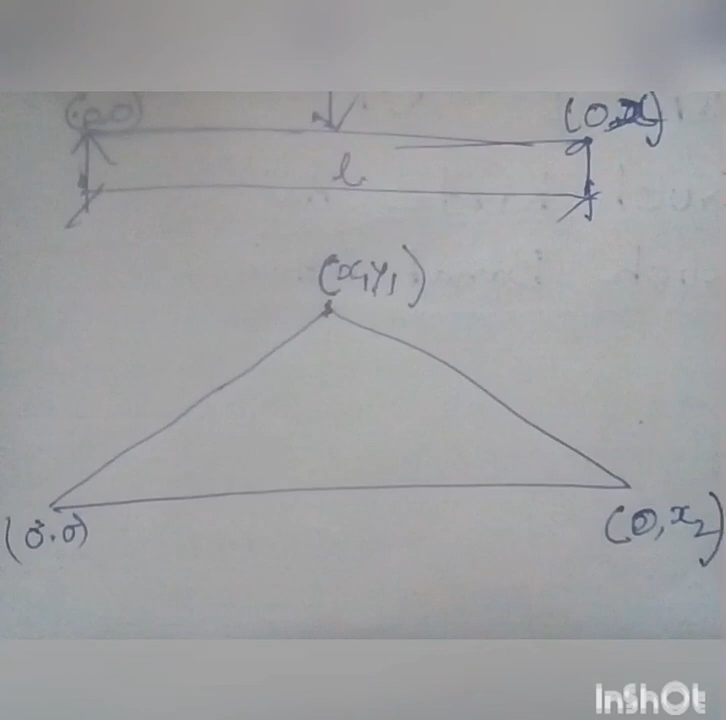 (0,0)
(0,x)
l
(x,y₁)
(0,0)
(0,x₂)
InShOt